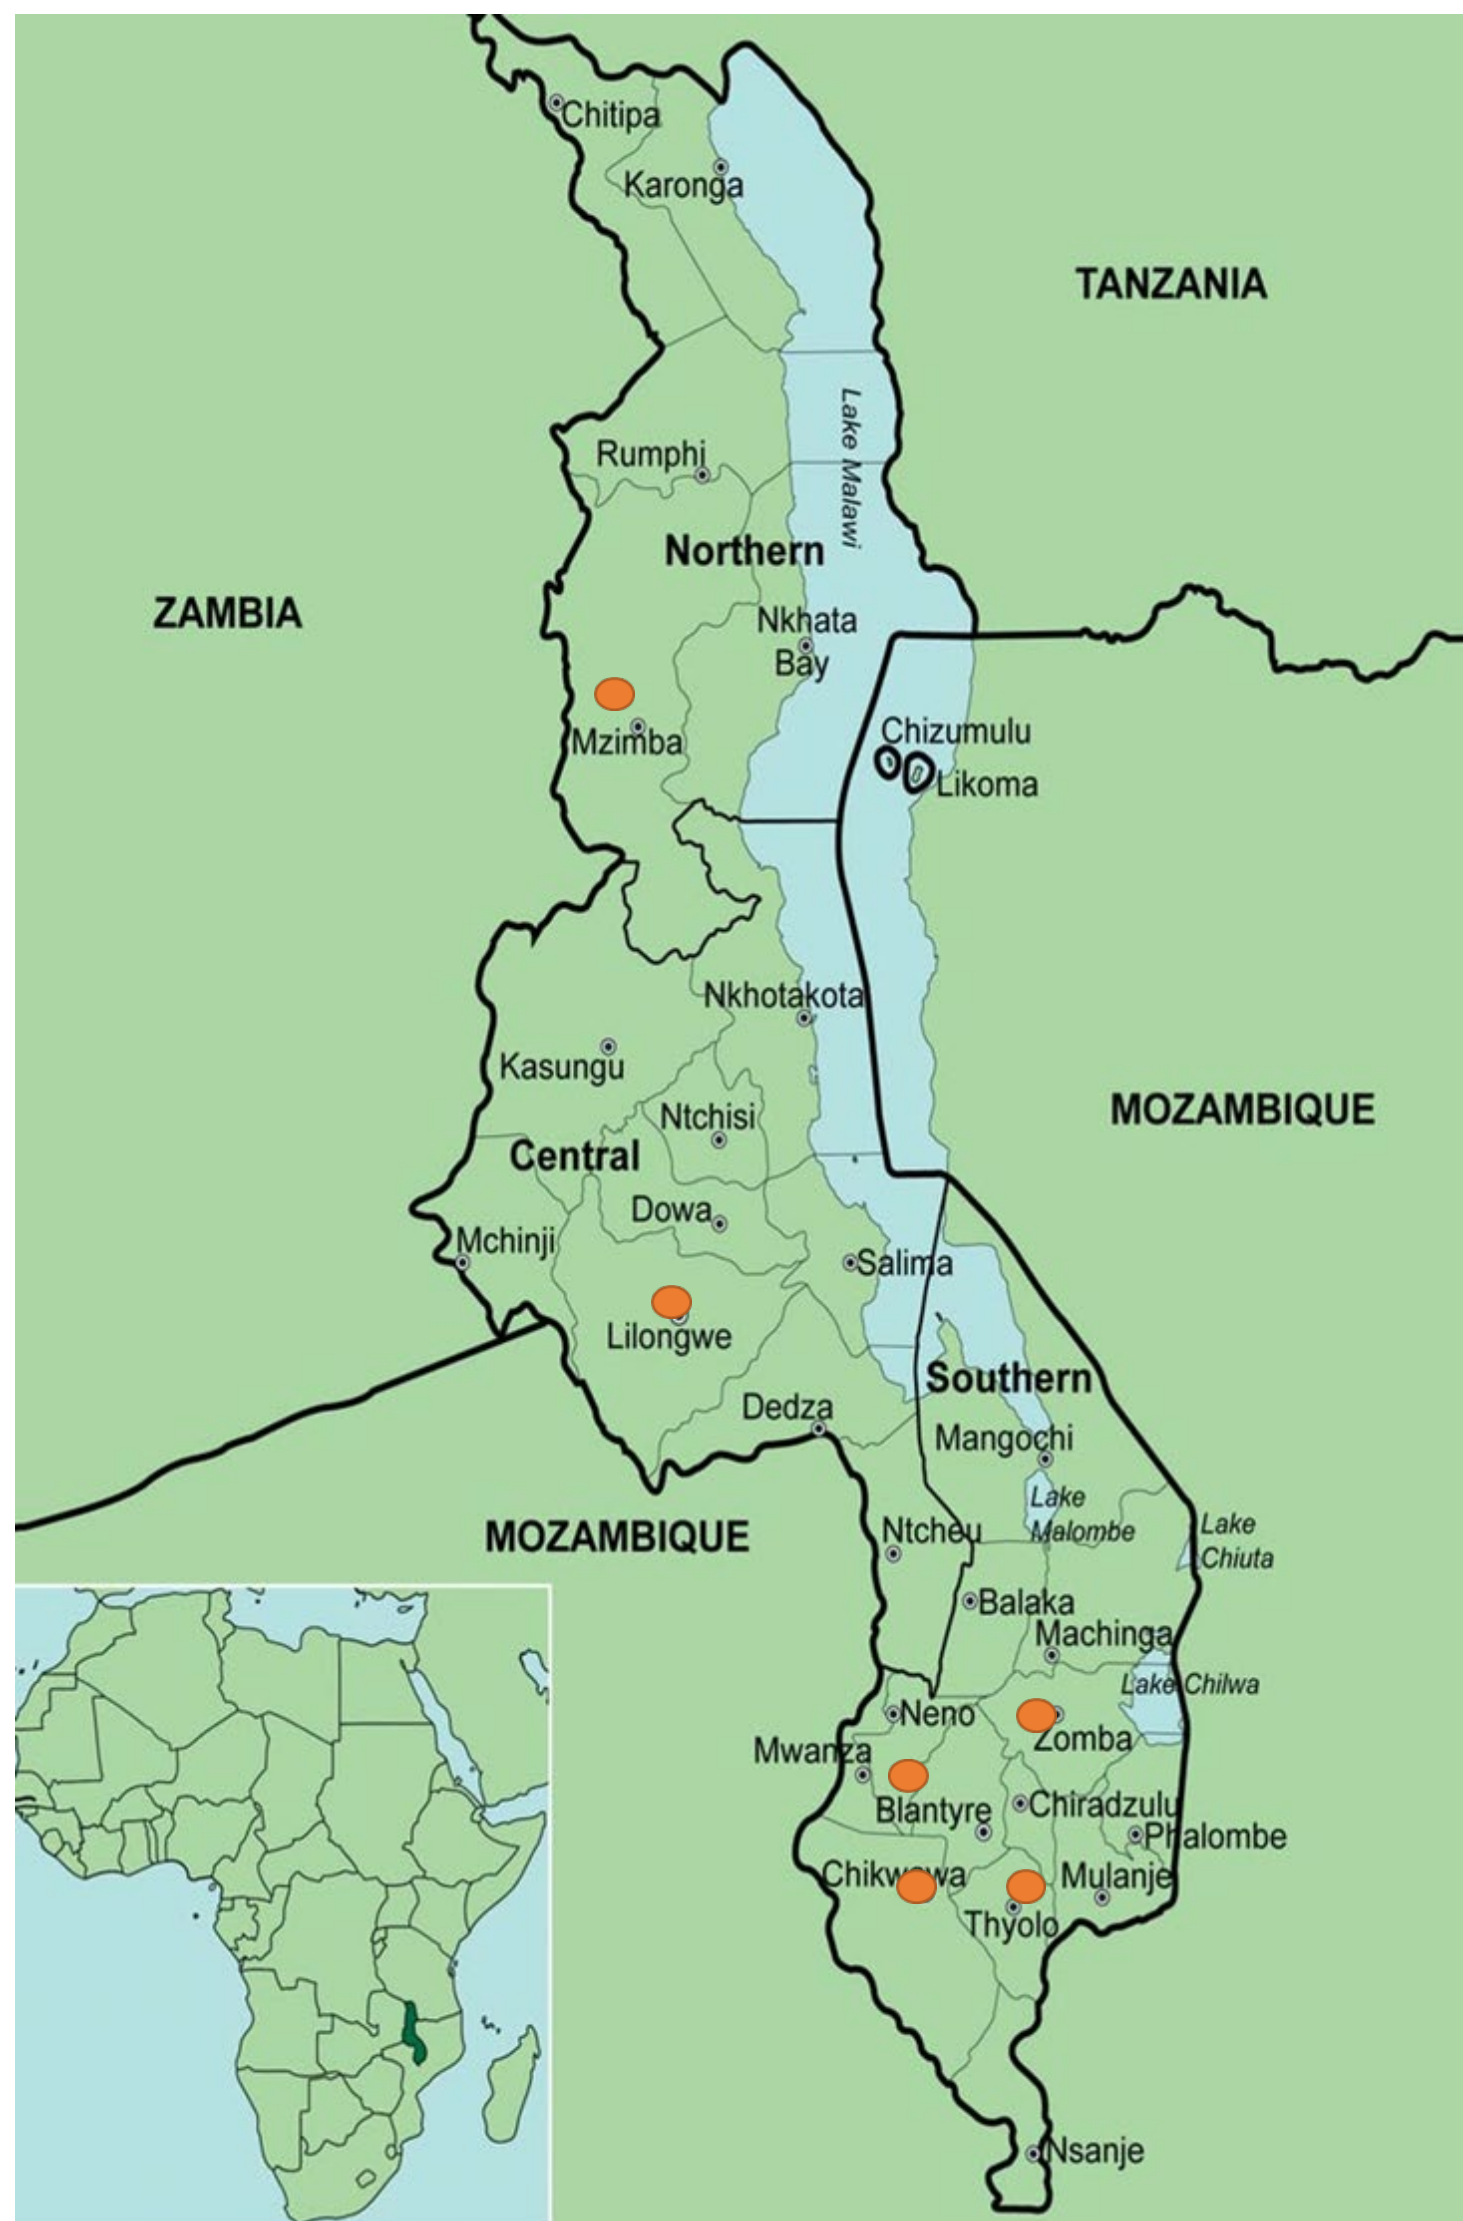 Chitipa
Karonga
TANZANIA
Lake Malawi
Rumphi
Northern
ZAMBIA
Nkhata
Bay
Mzimba
Chizumulu
Likoma
Nkhotakota
Kasungu
MOZAMBIQUE
Ntchisi
Central
Dowa
Mchinji
Salima
Lilongwe
Southern
Dedza
Mangochi
Lake
Malombe
Lake
Chiuta
MOZAMBIQUE
Ntcheu
Balaka
Machinga
Lake Chilwa
Neno
Zomba
Mwanza
Blantyre
Chiradzulu
Phalombe
Chikwawa
Mulanje
Thyolo
Nsanje